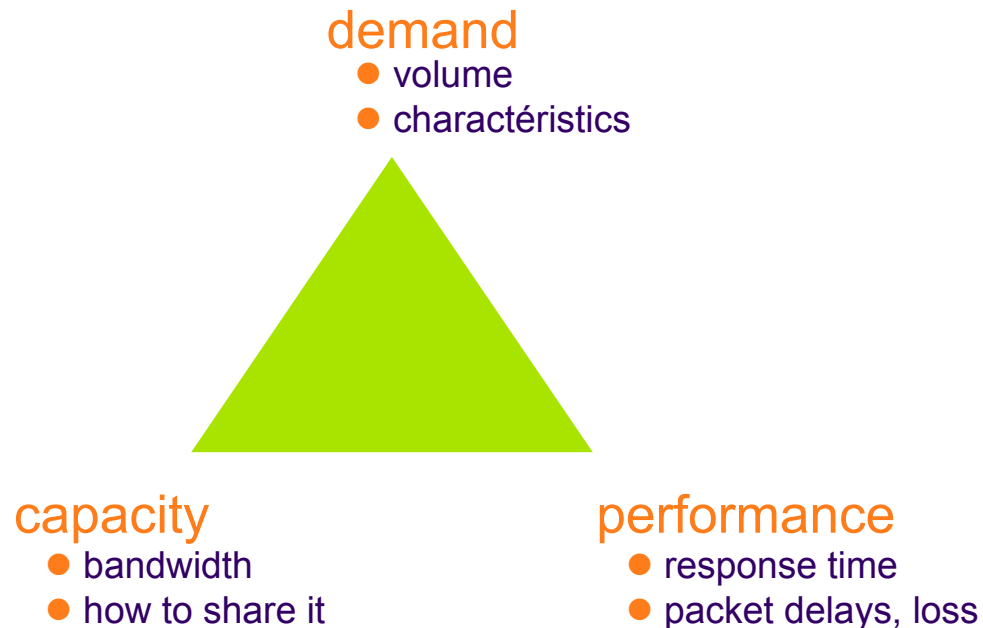 demand
● volume
● charactéristics
capacity
● bandwidth
● how to share it
performance
● response time
● packet delays, loss